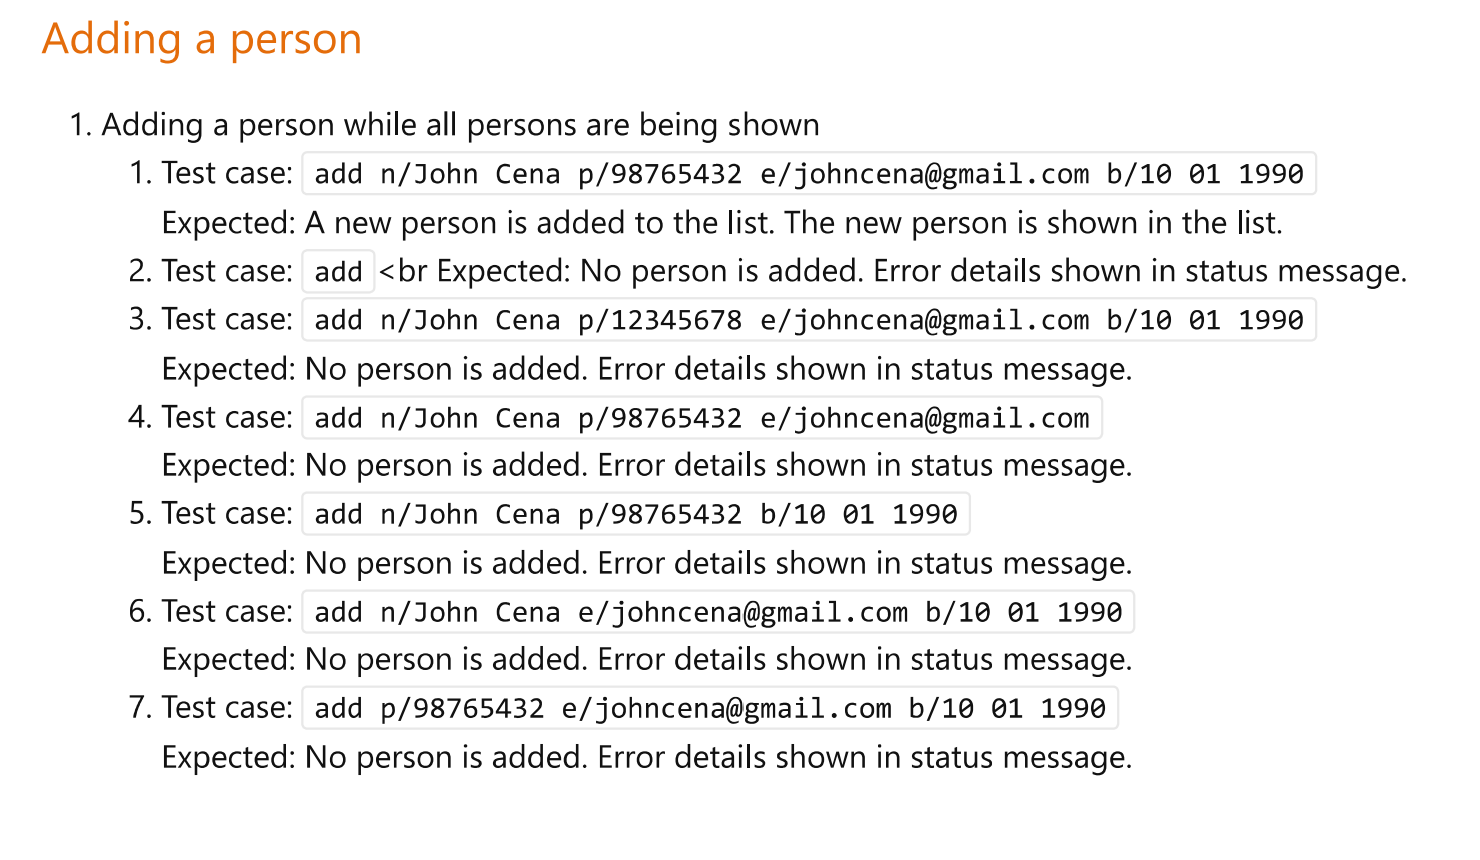 Adding a person
1. Adding a person while all persons are being shown
1. Test case: add n/John Cena p/98765432 e/johncena@gmail.com b/10 01 1990
Expected: A new person is added to the list. The new person is shown in the list.
2. Test case: add <br Expected: No person is added. Error details shown in status message.
3. Test case: add n/John Cena p/12345678 e/johncena@gmail.com b/10 01 1990
Expected: No person is added. Error details shown in status message.
4. Test case: add n/John Cena p/98765432 e/johncena@gmail.com
Expected: No person is added. Error details shown in status message.
5. Test case: add n/John Cena p/98765432 b/10 01 1990
Expected: No person is added. Error details shown in status message.
6. Test case: add n/John Cena e/johncena@gmail.com b/10 01 1990
Expected: No person is added. Error details shown in status message.
7. Test case: add p/98765432 e/johncena@gmail.com b/10 01 1990
Expected: No person is added. Error details shown in status message.